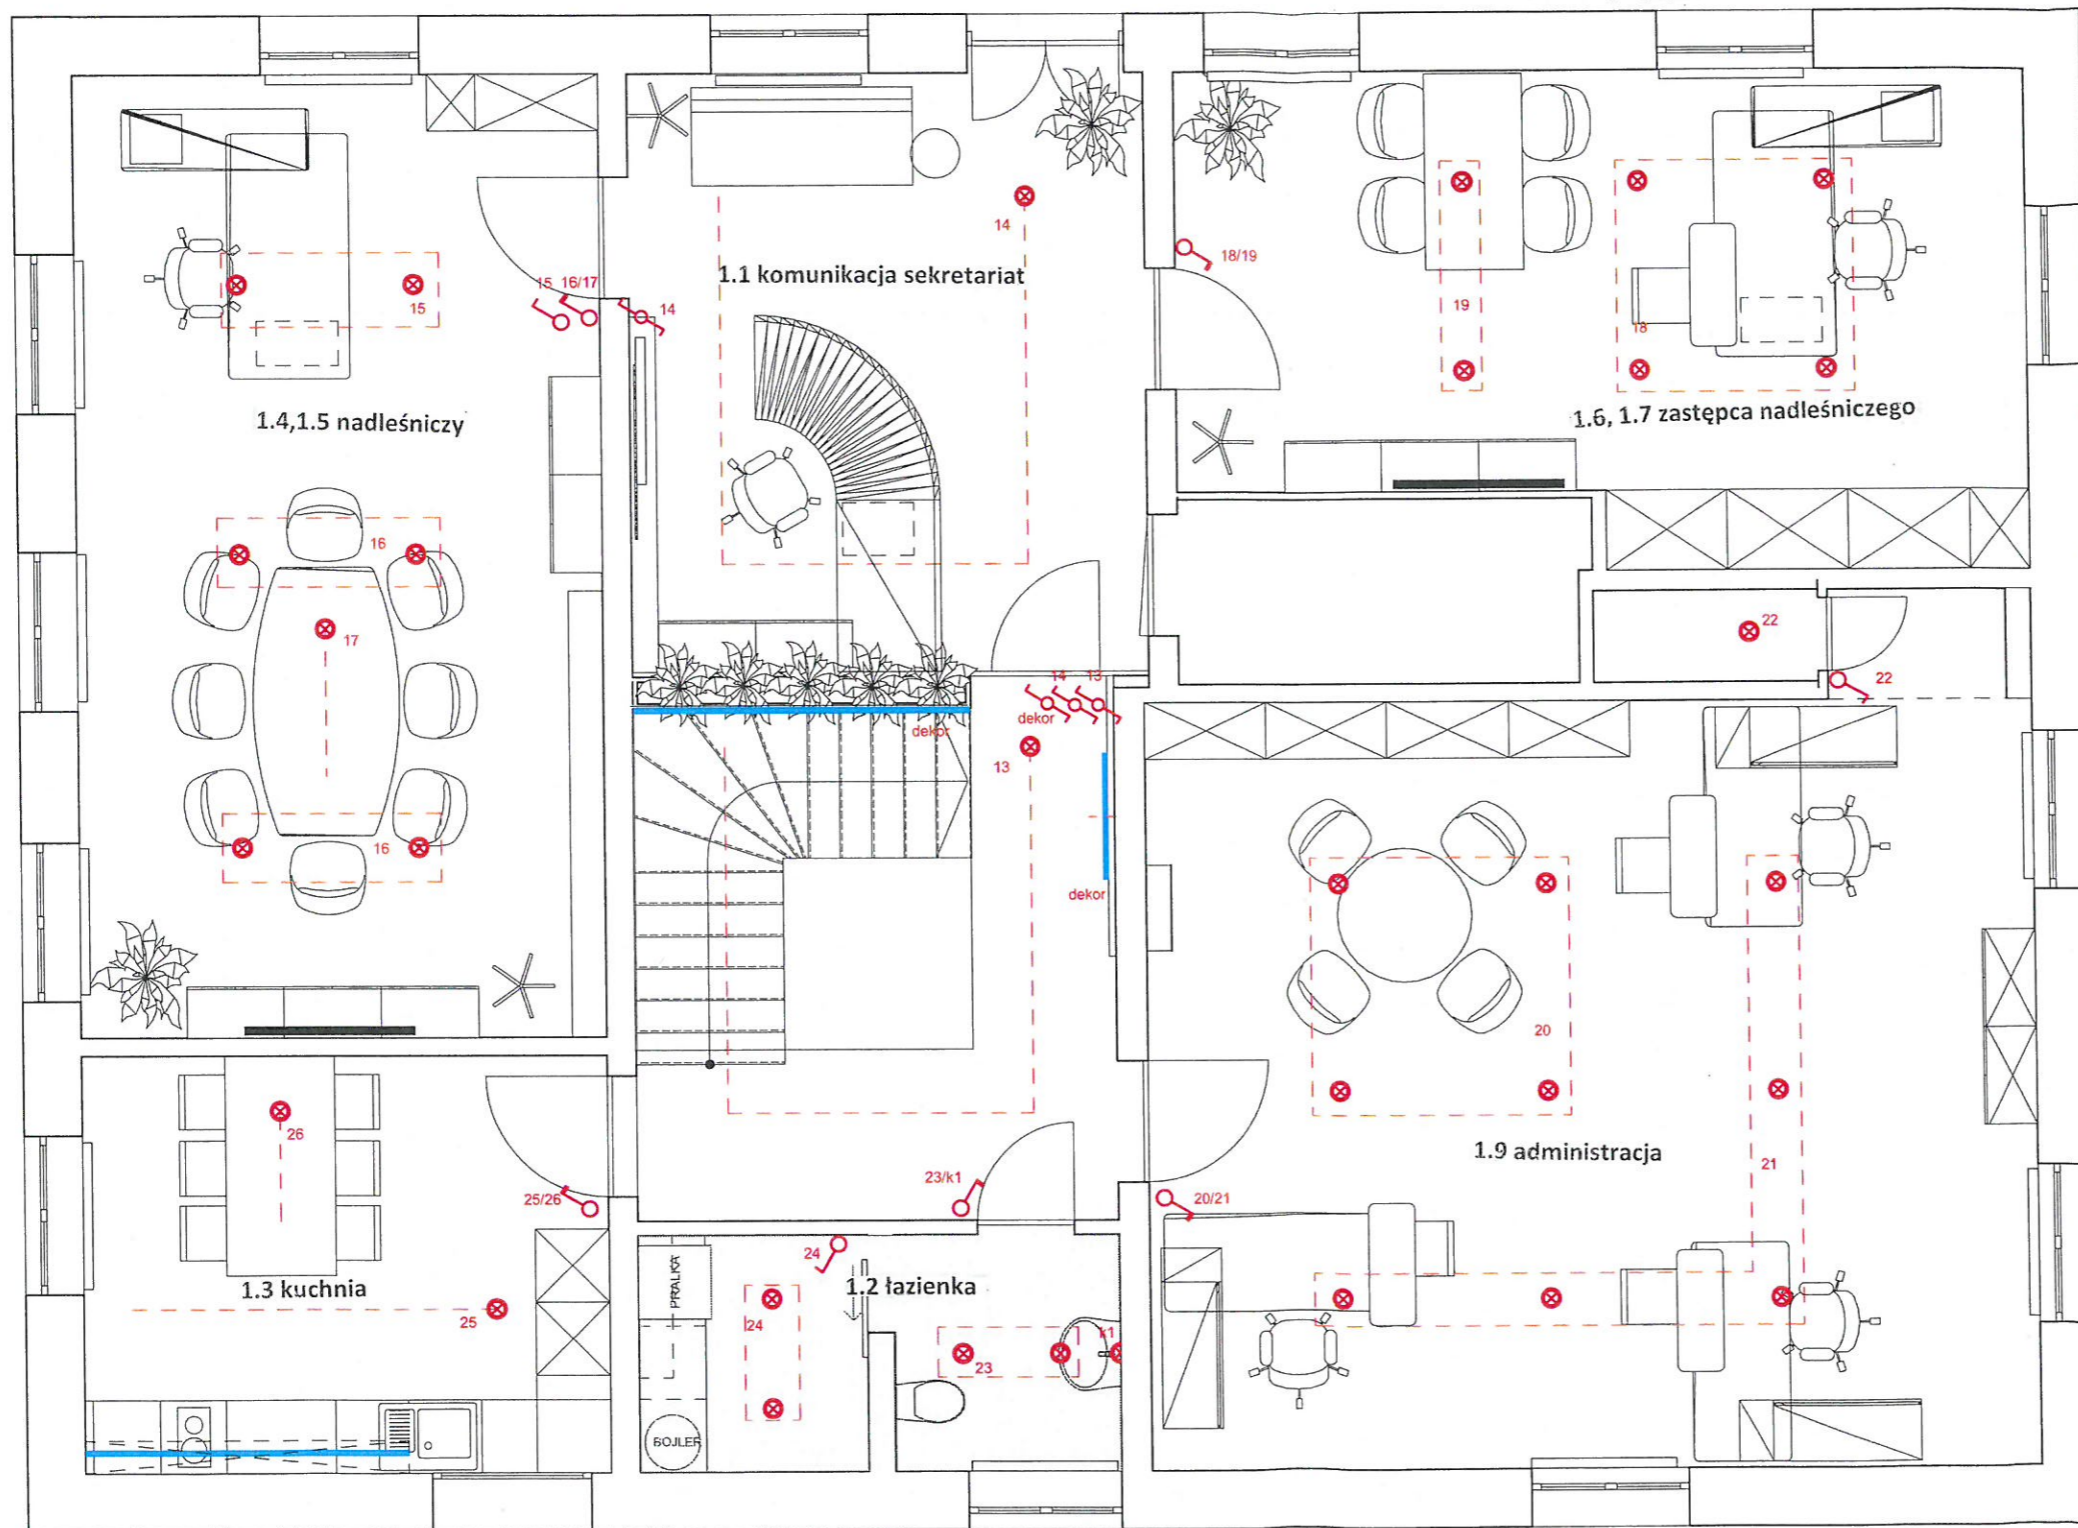 14
1.1 komunikacja sekretariat
15
15 16/17
14
18/19
19
18
1.4,1.5 nadleśniczy
1.6, 1.7 zastępca nadleśniczego
16
17
22
22
14 13
dekor
dekor
13
16
dekor
20
26
1.9 administracja
21
23/k1
25/26
20/21
24
PRALKA
1.2 łazienka
1.3 kuchnia
25
24
k1
23
BOJLER